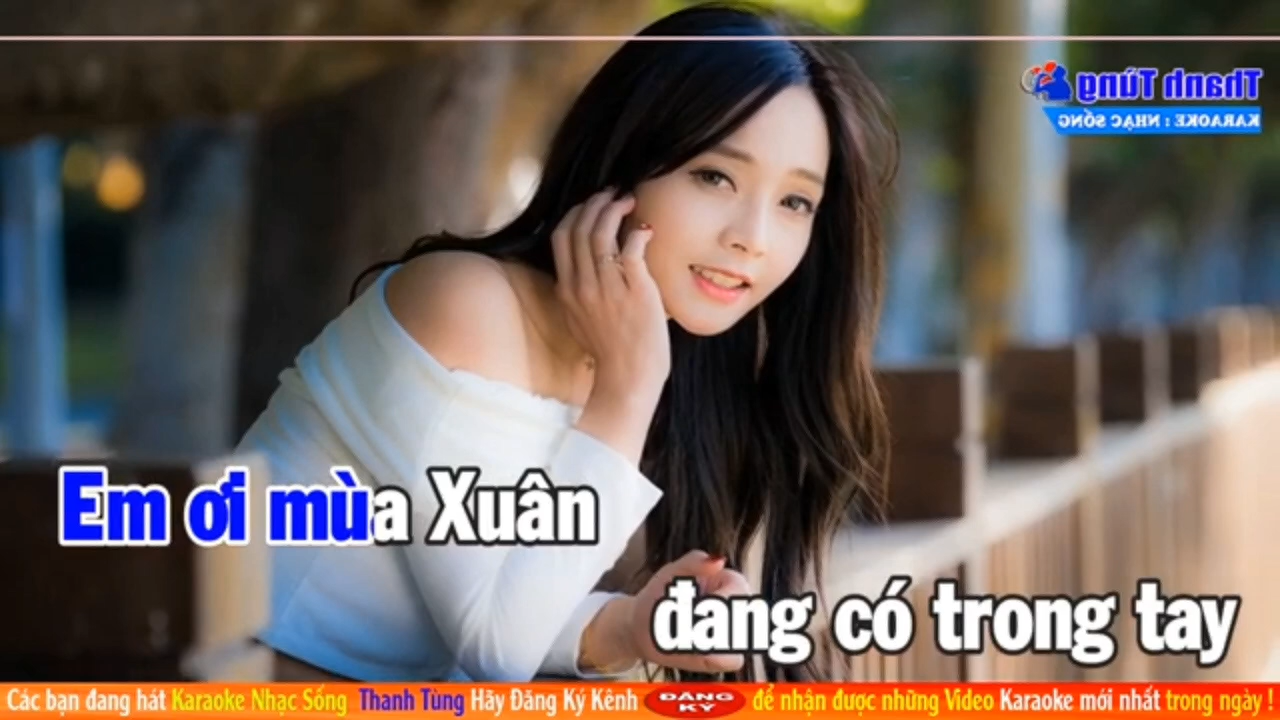 Thanh Tùng
KARAOKE : NHẠC SỐNG
Em ơi mùa Xuân
đang có trong tay
Các bạn đang hát Karaoke Nhạc Sống Thanh Tùng Hãy Đăng Ký Kênh ĐĂNG KÝ để nhận được những Video Karaoke mới nhất trong ngày !